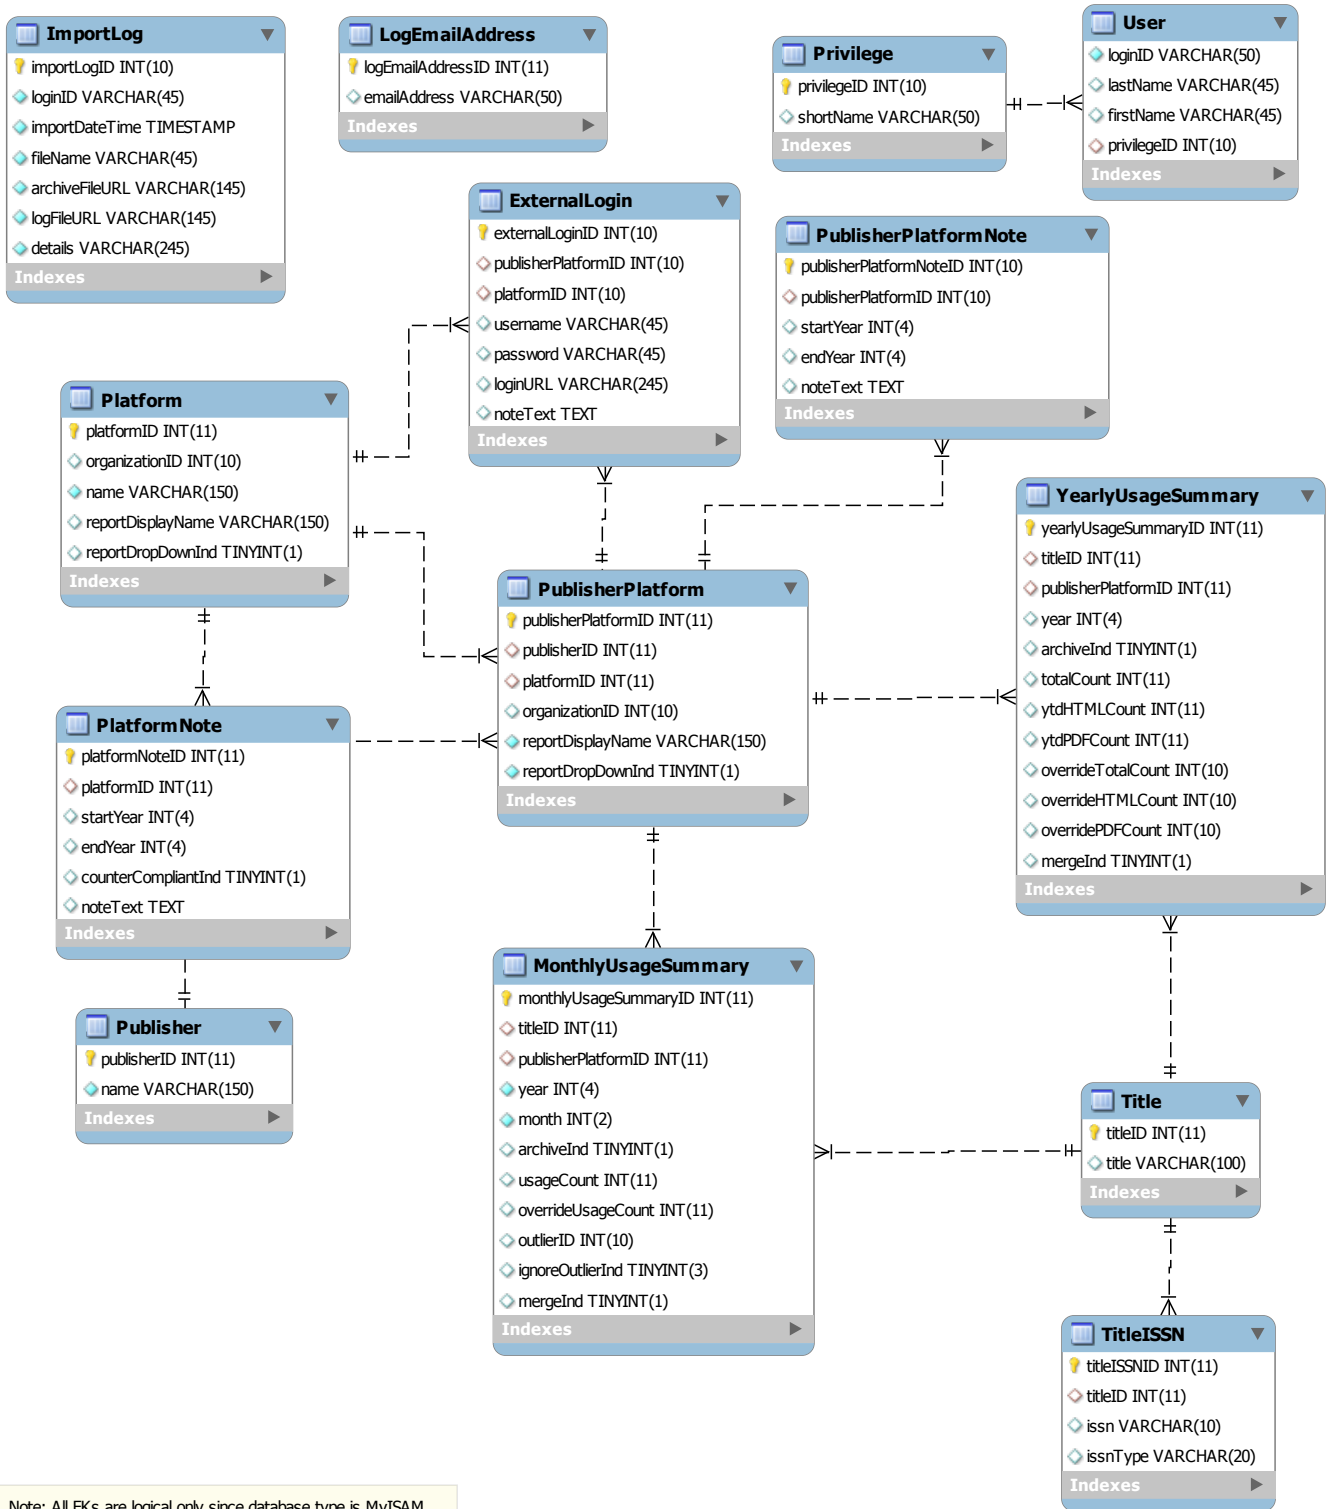 ImportLog
importLogID INT(10)
loginID VARCHAR(45)
importDateTime TIMESTAMP
fileName VARCHAR(45)
archiveFileURL VARCHAR(145)
logFileURL VARCHAR(145)
details VARCHAR(245)
Indexes
LogEmailAddress
logEmailAddressID INT(11)
emailAddress VARCHAR(50)
Indexes
Privilege
privilegeID INT(10)
shortName VARCHAR(50)
Indexes
User
loginID VARCHAR(50)
lastName VARCHAR(45)
firstName VARCHAR(45)
privilegeID INT(10)
Indexes
ExternalLogin
externalLoginID INT(10)
publisherPlatformID INT(10)
platformID INT(10)
username VARCHAR(45)
password VARCHAR(45)
loginURL VARCHAR(245)
noteText TEXT
Indexes
PublisherPlatformNote
publisherPlatformNoteID INT(10)
publisherPlatformID INT(10)
startYear INT(4)
endYear INT(4)
noteText TEXT
Indexes
Platform
platformID INT(11)
organizationID INT(10)
name VARCHAR(150)
reportDisplayName VARCHAR(150)
reportDropDownInd TINYINT(1)
Indexes
PublisherPlatform
publisherPlatformID INT(11)
publisherID INT(11)
platformID INT(11)
organizationID INT(10)
reportDisplayName VARCHAR(150)
reportDropDownInd TINYINT(1)
Indexes
YearlyUsageSummary
yearlyUsageSummaryID INT(11)
titleID INT(11)
publisherPlatformID INT(11)
year INT(4)
archiveInd TINYINT(1)
totalCount INT(11)
ytdHTMLCount INT(11)
ytdPDFCount INT(11)
overrideTotalCount INT(10)
overrideHTMLCount INT(10)
overridePDFCount INT(10)
mergeInd TINYINT(1)
Indexes
PlatformNote
platformNoteID INT(11)
platformID INT(11)
startYear INT(4)
endYear INT(4)
counterCompliantInd TINYINT(1)
noteText TEXT
Indexes
Publisher
publisherID INT(11)
name VARCHAR(150)
Indexes
MonthlyUsageSummary
monthlyUsageSummaryID INT(11)
titleID INT(11)
publisherPlatformID INT(11)
year INT(4)
month INT(2)
archiveInd TINYINT(1)
usageCount INT(11)
overrideUsageCount INT(11)
outlierID INT(10)
ignoreOutlierInd TINYINT(3)
mergeInd TINYINT(1)
Indexes
Title
titleID INT(11)
title VARCHAR(100)
Indexes
TitleISSN
titleISSNID INT(11)
titleID INT(11)
issn VARCHAR(10)
issnType VARCHAR(20)
Indexes
Note: All FKs are logical only since database type is MyISAM